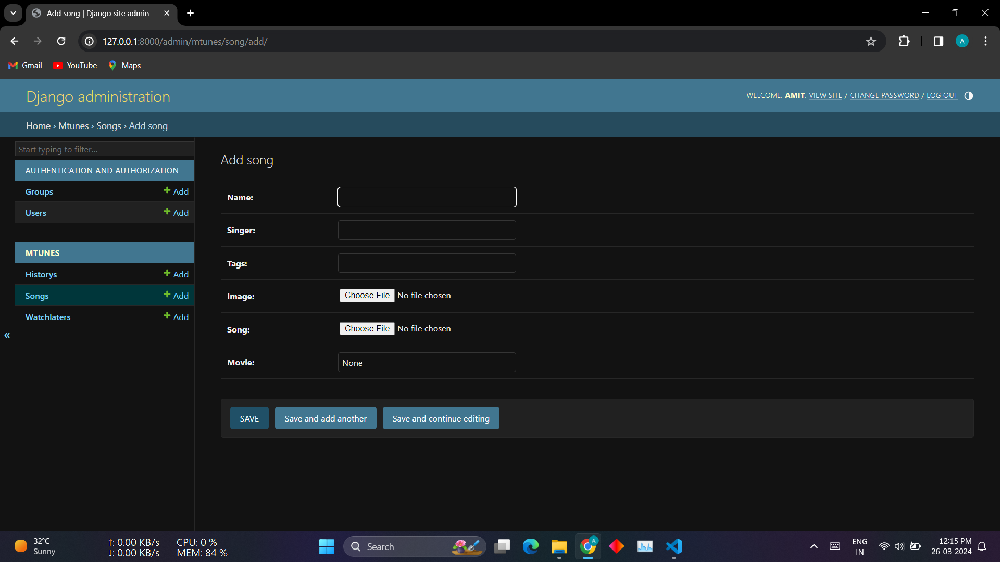 Add song | Django site admin
127.0.0.1:8000/admin/mtunes/song/add/
A
Gmail
YouTube
Maps
Django administration
WELCOME, AMIT. VIEW SITE / CHANGE PASSWORD / LOG OUT
Home › Mtunes › Songs › Add song
Start typing to filter...
AUTHENTICATION AND AUTHORIZATION
Groups + Add
Users + Add
MTUNES
Historys + Add
Songs + Add
Watchlaters + Add
«
Add song
Name:
Singer:
Tags:
Image: Choose File No file chosen
Song: Choose File No file chosen
Movie: None
SAVE Save and add another Save and continue editing
32°C
Sunny
↑: 0.00 KB/s
↓: 0.00 KB/s
CPU: 0 %
MEM: 84 %
Search
A
ENG
IN
12:15 PM
26-03-2024